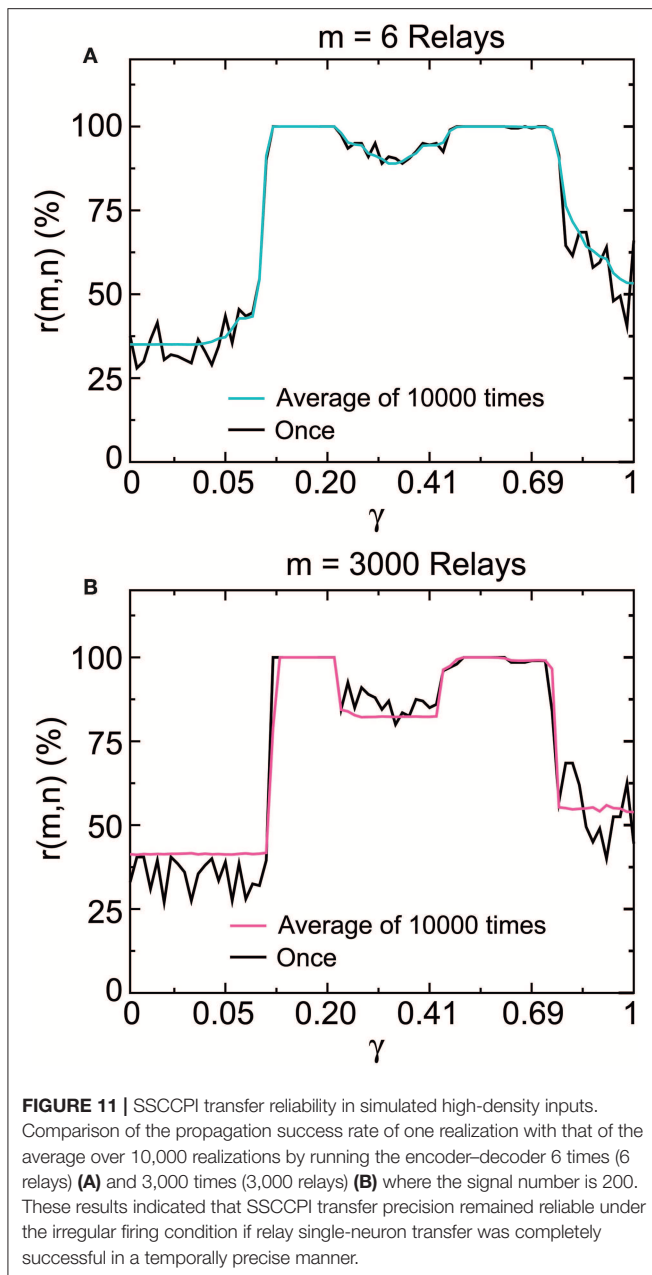 m = 6 Relays
A
100
75
50
25
0
r(m,n) (%)
Average of 10000 times
Once
0 0.05 0.20 0.41 0.69 1
γ
m = 3000 Relays
B
100
75
50
25
0
r(m,n) (%)
Average of 10000 times
Once
0 0.05 0.20 0.41 0.69 1
γ
FIGURE 11 | SSCCPI transfer reliability in simulated high-density inputs.
Comparison of the propagation success rate of one realization with that of the
average over 10,000 realizations by running the encoder–decoder 6 times (6
relays) (A) and 3,000 times (3,000 relays) (B) where the signal number is 200.
These results indicated that SSCCPI transfer precision remained reliable under
the irregular firing condition if relay single-neuron transfer was completely
successful in a temporally precise manner.